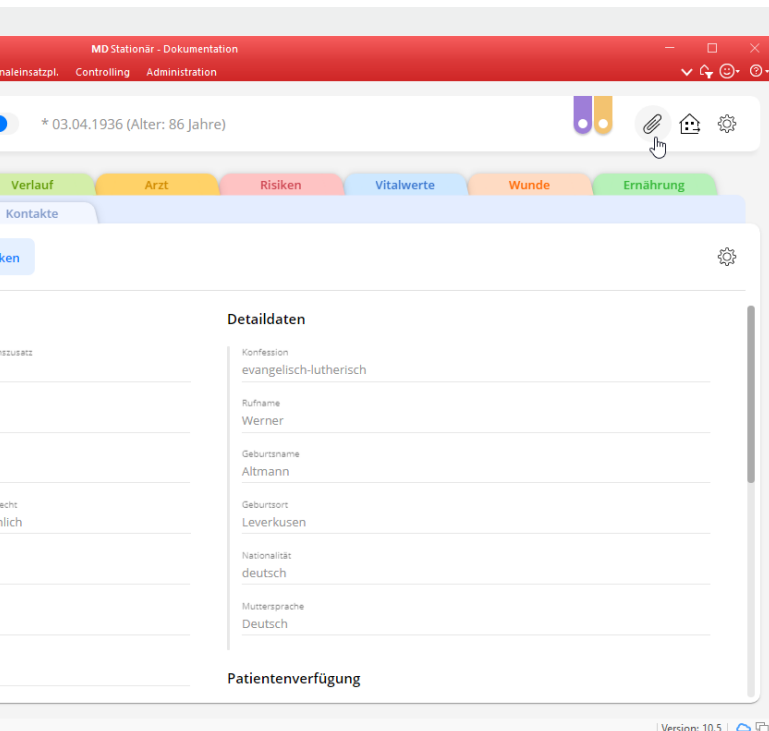 MD Stationär - Dokumentation
naleinsatzpl. Controlling Administration
* 03.04.1936 (Alter: 86 Jahre)
Verlauf Arzt Risiken Vitalwerte Wunde Ernährung
Kontakte
ken
Detaildaten
nszusatz
Konfession
evangelisch-lutherisch
Rufname
Werner
Geburtsname
Altmann
echt
Geburtsort
nlich
Leverkusen
Nationalität
deutsch
Muttersprache
Deutsch
Patientenverfügung
Version: 10.5